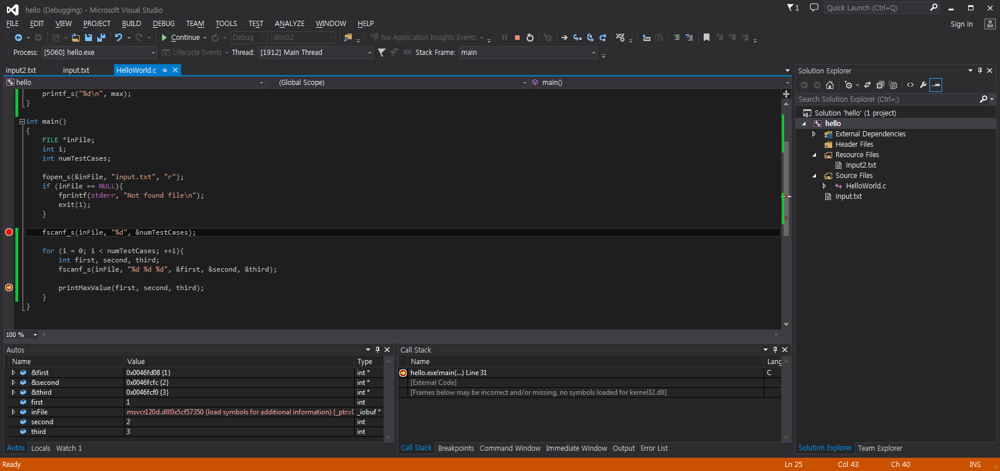 hello (Debugging) - Microsoft Visual Studio
1
Quick Launch (Ctrl+Q)
FILE EDIT VIEW PROJECT BUILD DEBUG TEAM TOOLS TEST ANALYZE WINDOW HELP
Sign in
Continue Debug Win32 No Application Insights Events
Process: [5060] hello.exe Lifecycle Events Thread: [1912] Main Thread Stack Frame: main
input2.txt input.txt HelloWorld.c
hello (Global Scope) main()
printf_s("%d\n", max);
}
int main()
{
FILE *inFile;
int i;
int numTestCases;
fopen_s(&inFile, "input.txt", "r");
if (inFile == NULL){
fprintf(stderr, "Not found file\n");
exit(1);
}
fscanf_s(inFile, "%d", &numTestCases);
for (i = 0; i < numTestCases; ++i){
int first, second, third;
fscanf_s(inFile, "%d %d %d", &first, &second, &third);
printMaxValue(first, second, third);
}
}
100 %
Solution Explorer
Search Solution Explorer (Ctrl+;)
Solution 'hello' (1 project)
hello
External Dependencies
Header Files
Resource Files
input2.txt
Source Files
HelloWorld.c
input.txt
Solution Explorer Team Explorer
Autos
Name Value Type
&first 0x0046fd08 {1} int *
&second 0x0046fcfc {2} int *
&third 0x0046fcf0 {3} int *
first 1 int
inFile msvcr120d.dll!0x5cf57350 (load symbols for additional information) {_ptr=0 _iobuf *
second 2 int
third 3 int
Autos Locals Watch 1
Call Stack
Name Lang
hello.exe!main(...) Line 31 C
[External Code]
[Frames below may be incorrect and/or missing, no symbols loaded for kernel32.dll]
Call Stack Breakpoints Command Window Immediate Window Output Error List
Ready Ln 25 Col 43 Ch 40 INS